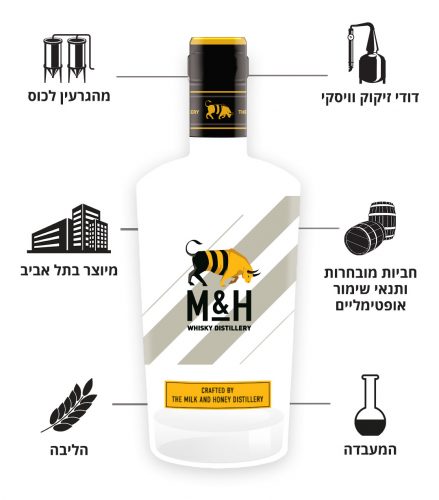 מהגרעין לכוס
דודי זיקוק וויסקי
מיוצר בתל אביב
חביות מובחרות
ותנאי שימור
אופטימליים
M&H
WHISKY DISTILLERY
CRAFTED BY
THE MILK AND HONEY DISTILLERY
הליבה
המעבדה